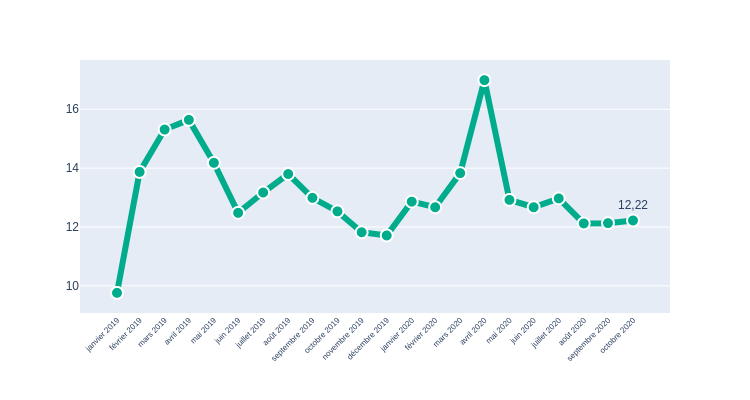 16
14
12
10
12,22
janvier 2019
février 2019
mars 2019
avril 2019
mai 2019
juin 2019
juillet 2019
août 2019
septembre 2019
octobre 2019
novembre 2019
décembre 2019
janvier 2020
février 2020
mars 2020
avril 2020
mai 2020
juin 2020
juillet 2020
août 2020
septembre 2020
octobre 2020